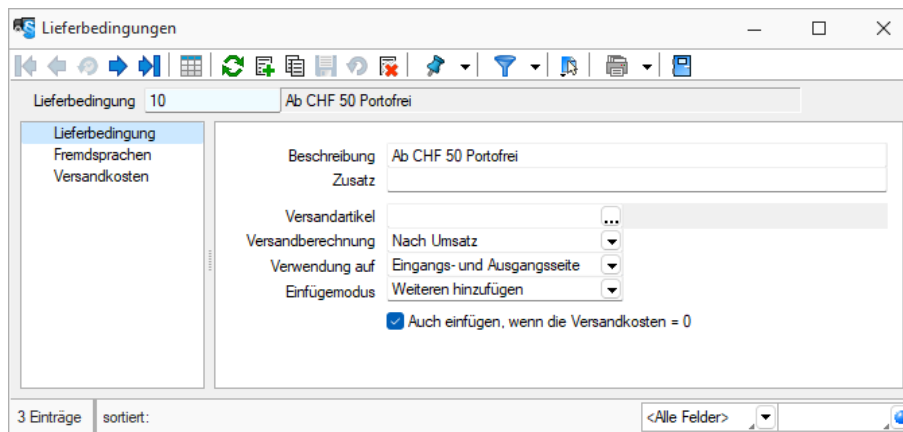 Lieferbedingungen
Lieferbedingung 10 Ab CHF 50 Portofrei
Lieferbedingung
Fremdsprachen
Versandkosten
Beschreibung Ab CHF 50 Portofrei
Zusatz
Versandartikel ...
Versandberechnung Nach Umsatz
Verwendung auf Eingangs- und Ausgangsseite
Einfügemodus Weiteren hinzufügen
Auch einfügen, wenn die Versandkosten = 0
3 Einträge sortiert: <Alle Felder>